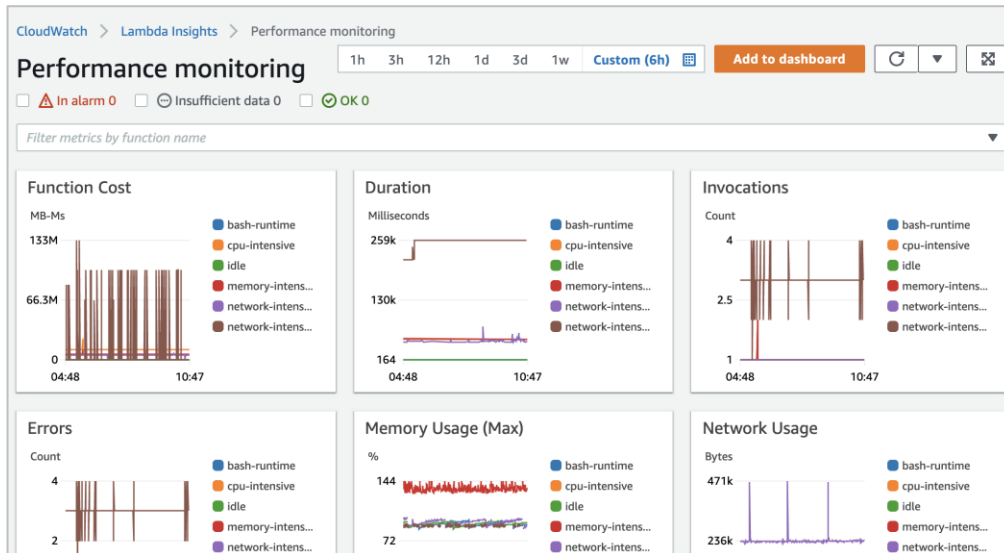 CloudWatch > Lambda Insights > Performance monitoring
Performance monitoring
1h 3h 12h 1d 3d 1w Custom (6h) Add to dashboard
In alarm 0 Insufficient data 0 OK 0
Filter metrics by function name
Function Cost
MB-Ms
133M
66.3M
0
04:48 10:47
bash-runtime
cpu-intensive
idle
memory-intens...
network-intens...
network-intens...
Duration
Milliseconds
259k
130k
164
04:48 10:47
bash-runtime
cpu-intensive
idle
memory-intens...
network-intens...
network-intens...
Invocations
Count
4
2.5
1
04:48 10:47
bash-runtime
cpu-intensive
idle
memory-intens...
network-intens...
network-intens...
Errors
Count
4
2
bash-runtime
cpu-intensive
idle
memory-intens...
network-intens...
Memory Usage (Max)
%
144
72
bash-runtime
cpu-intensive
idle
memory-intens...
network-intens...
Network Usage
Bytes
471k
236k
bash-runtime
cpu-intensive
idle
memory-intens...
network-intens...